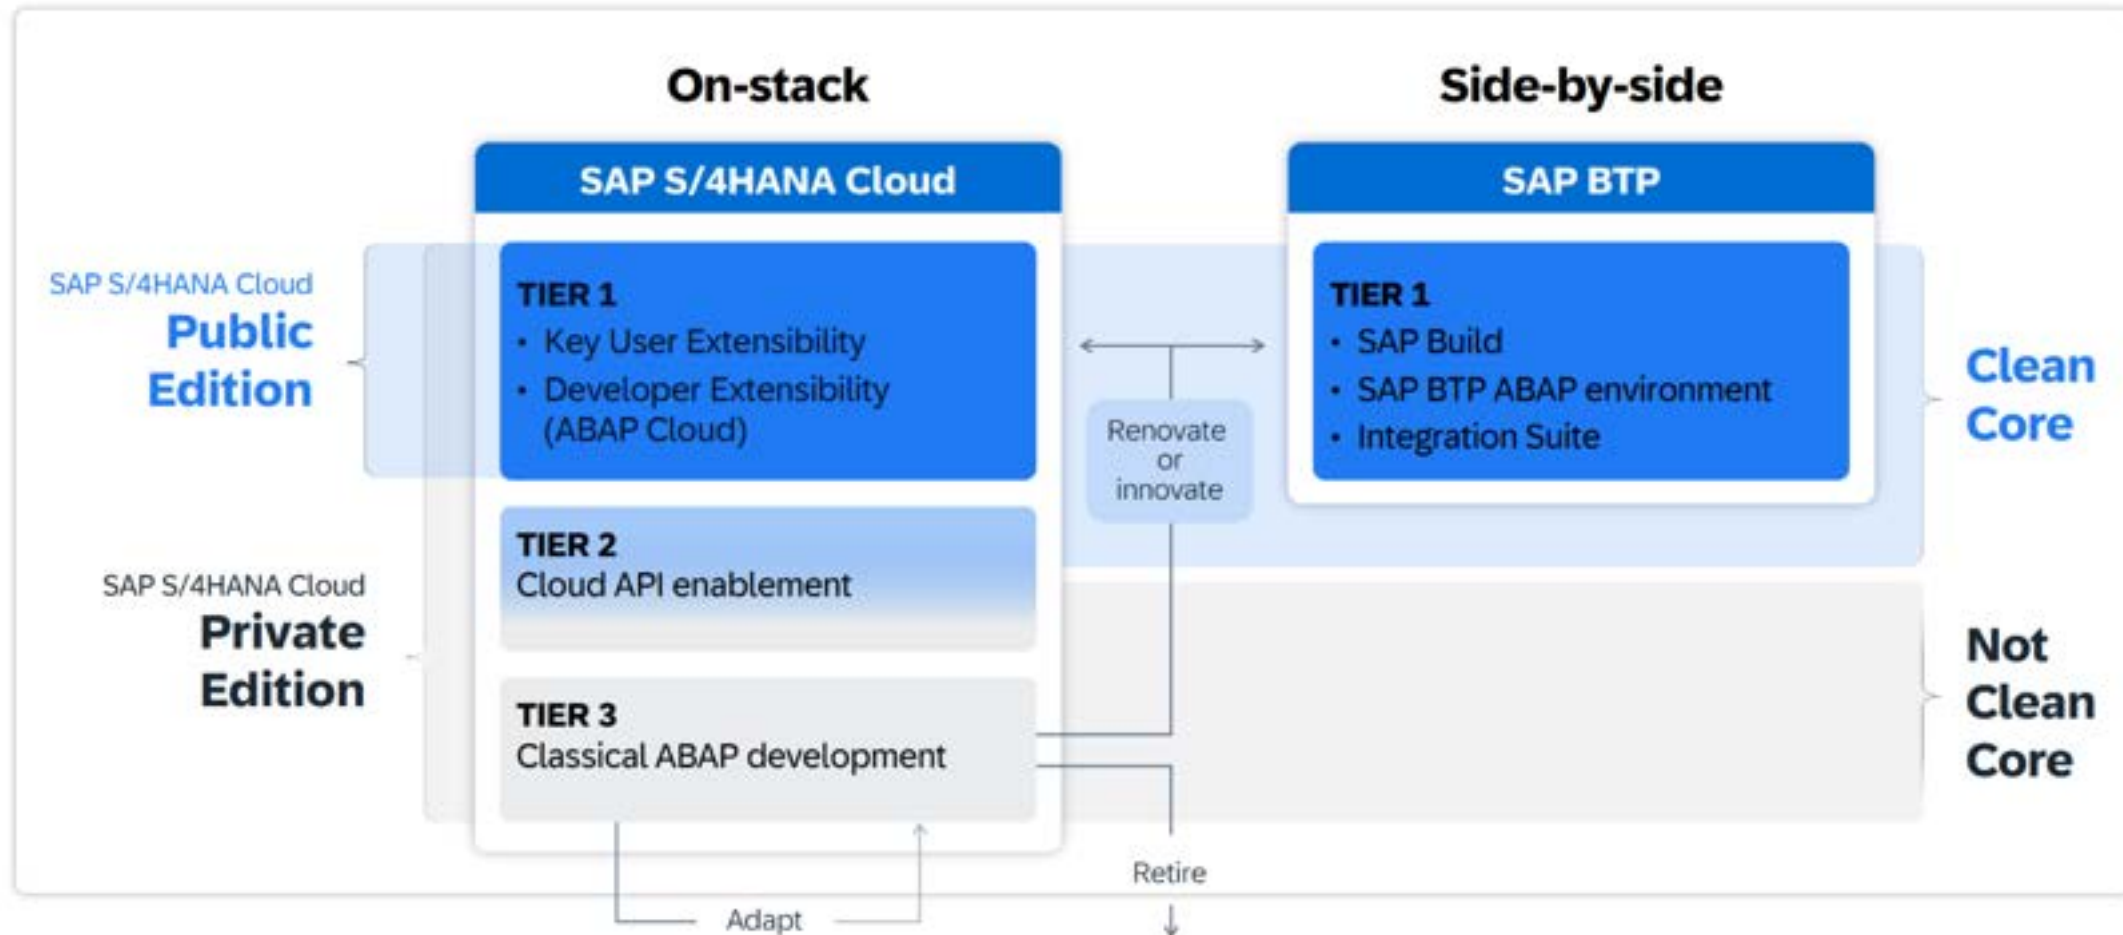 On-stack
Side-by-side
SAP S/4HANA Cloud
SAP BTP
SAP S/4HANA Cloud
Public
Edition
TIER 1
• Key User Extensibility
• Developer Extensibility
(ABAP Cloud)
Renovate
or
innovate
TIER 1
• SAP Build
• SAP BTP ABAP environment
• Integration Suite
Clean
Core
SAP S/4HANA Cloud
Private
Edition
TIER 2
Cloud API enablement
TIER 3
Classical ABAP development
Not
Clean
Core
Retire
Adapt